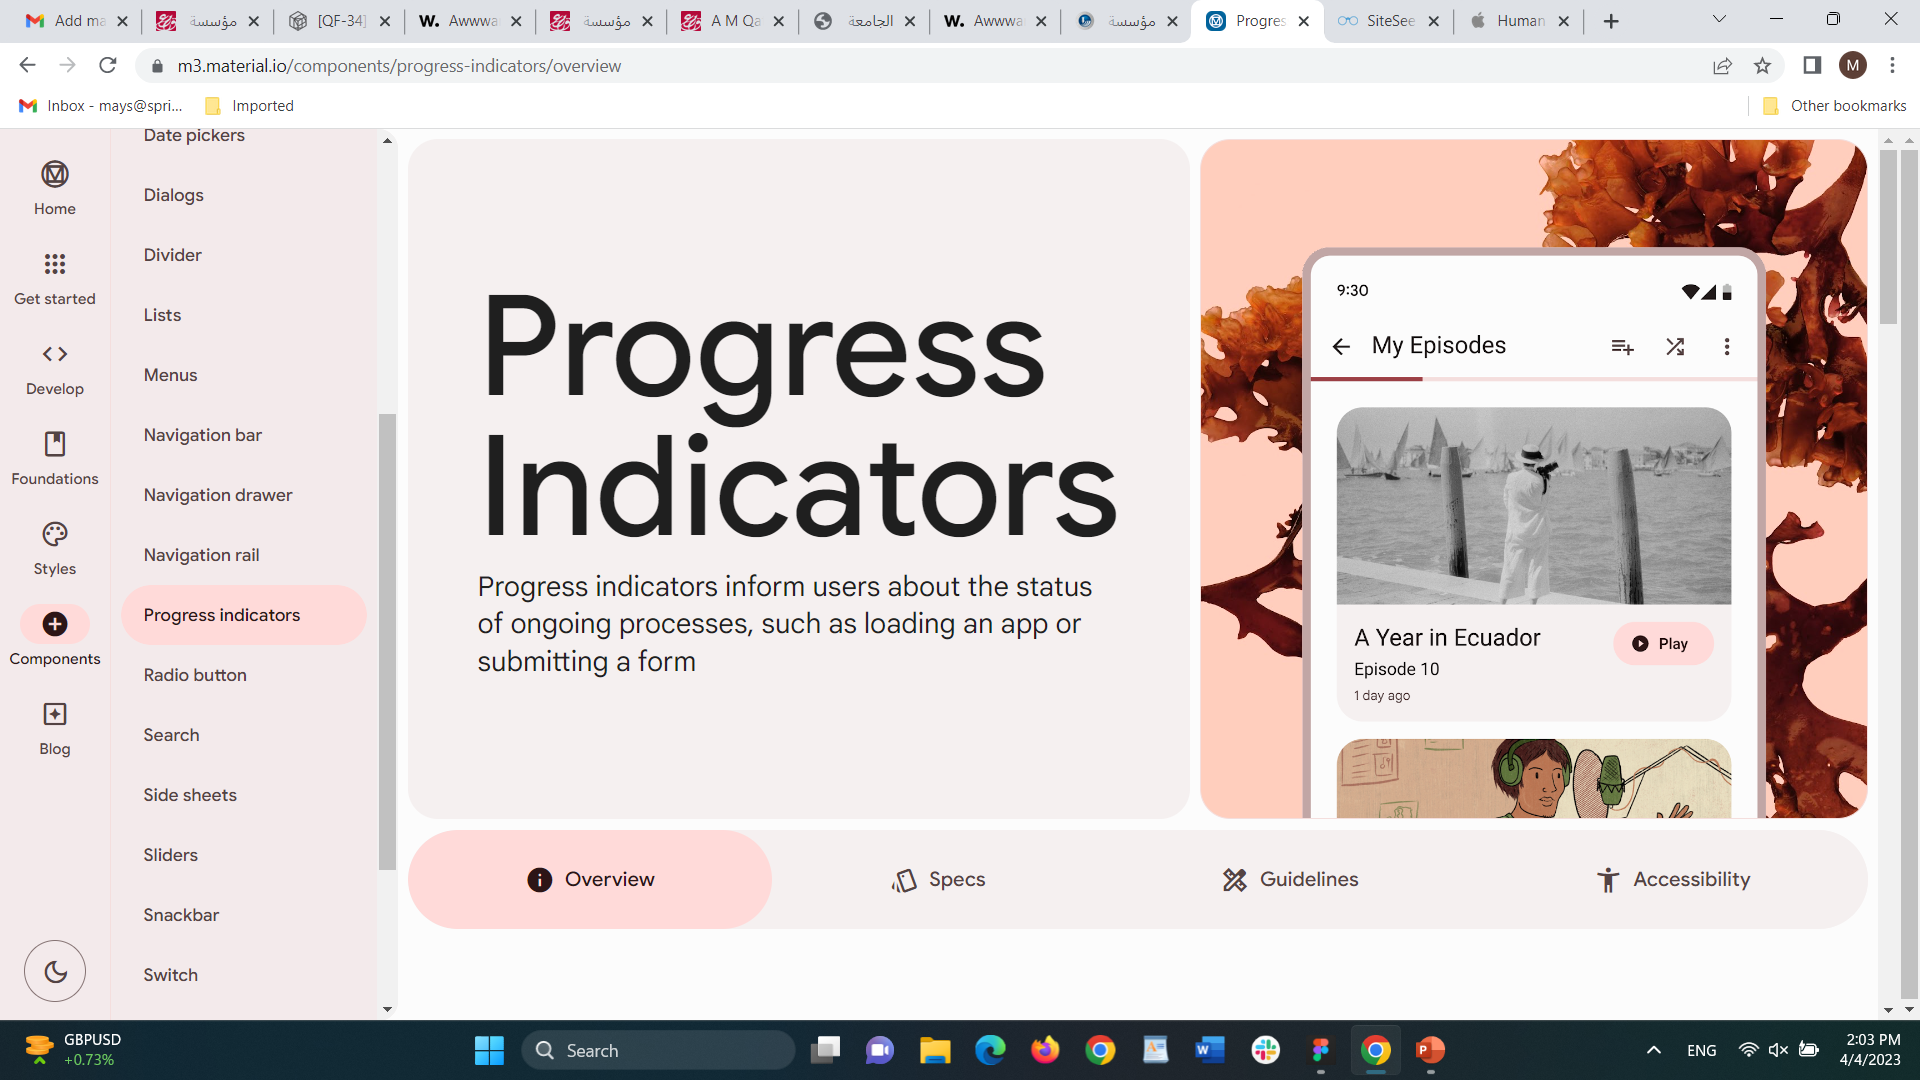 Add ma
مؤسسة
[QF-34]
Awwwa
مؤسسة
A M Qa
الجامعة
Awwwa
مؤسسة
Progres
SiteSee
Human
m3.material.io/components/progress-indicators/overview
M
Inbox - mays@spri...
Imported
Other bookmarks
Home
Get started
Develop
Foundations
Styles
Components
Blog
Date pickers
Dialogs
Divider
Lists
Menus
Navigation bar
Navigation drawer
Navigation rail
Progress indicators
Radio button
Search
Side sheets
Sliders
Snackbar
Switch
Progress
Indicators
Progress indicators inform users about the status
of ongoing processes, such as loading an app or
submitting a form
9:30
My Episodes
A Year in Ecuador
Play
Episode 10
1 day ago
Overview
Specs
Guidelines
Accessibility
GBPUSD
+0.73%
Search
ENG
2:03 PM
4/4/2023